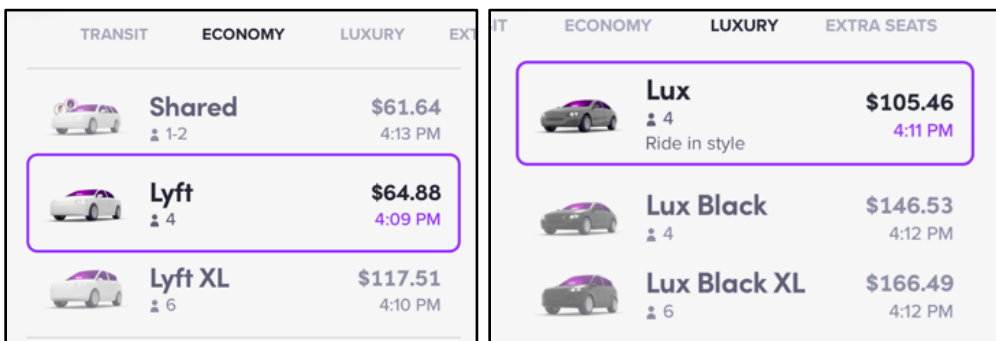 TRANSIT ECONOMY LUXURY EXT
Shared $61.64
1-2 4:13 PM
Lyft $64.88
4 4:09 PM
Lyft XL $117.51
6 4:10 PM
IT ECONOMY LUXURY EXTRA SEATS
Lux $105.46
4 4:11 PM
Ride in style
Lux Black $146.53
4 4:12 PM
Lux Black XL $166.49
6 4:12 PM